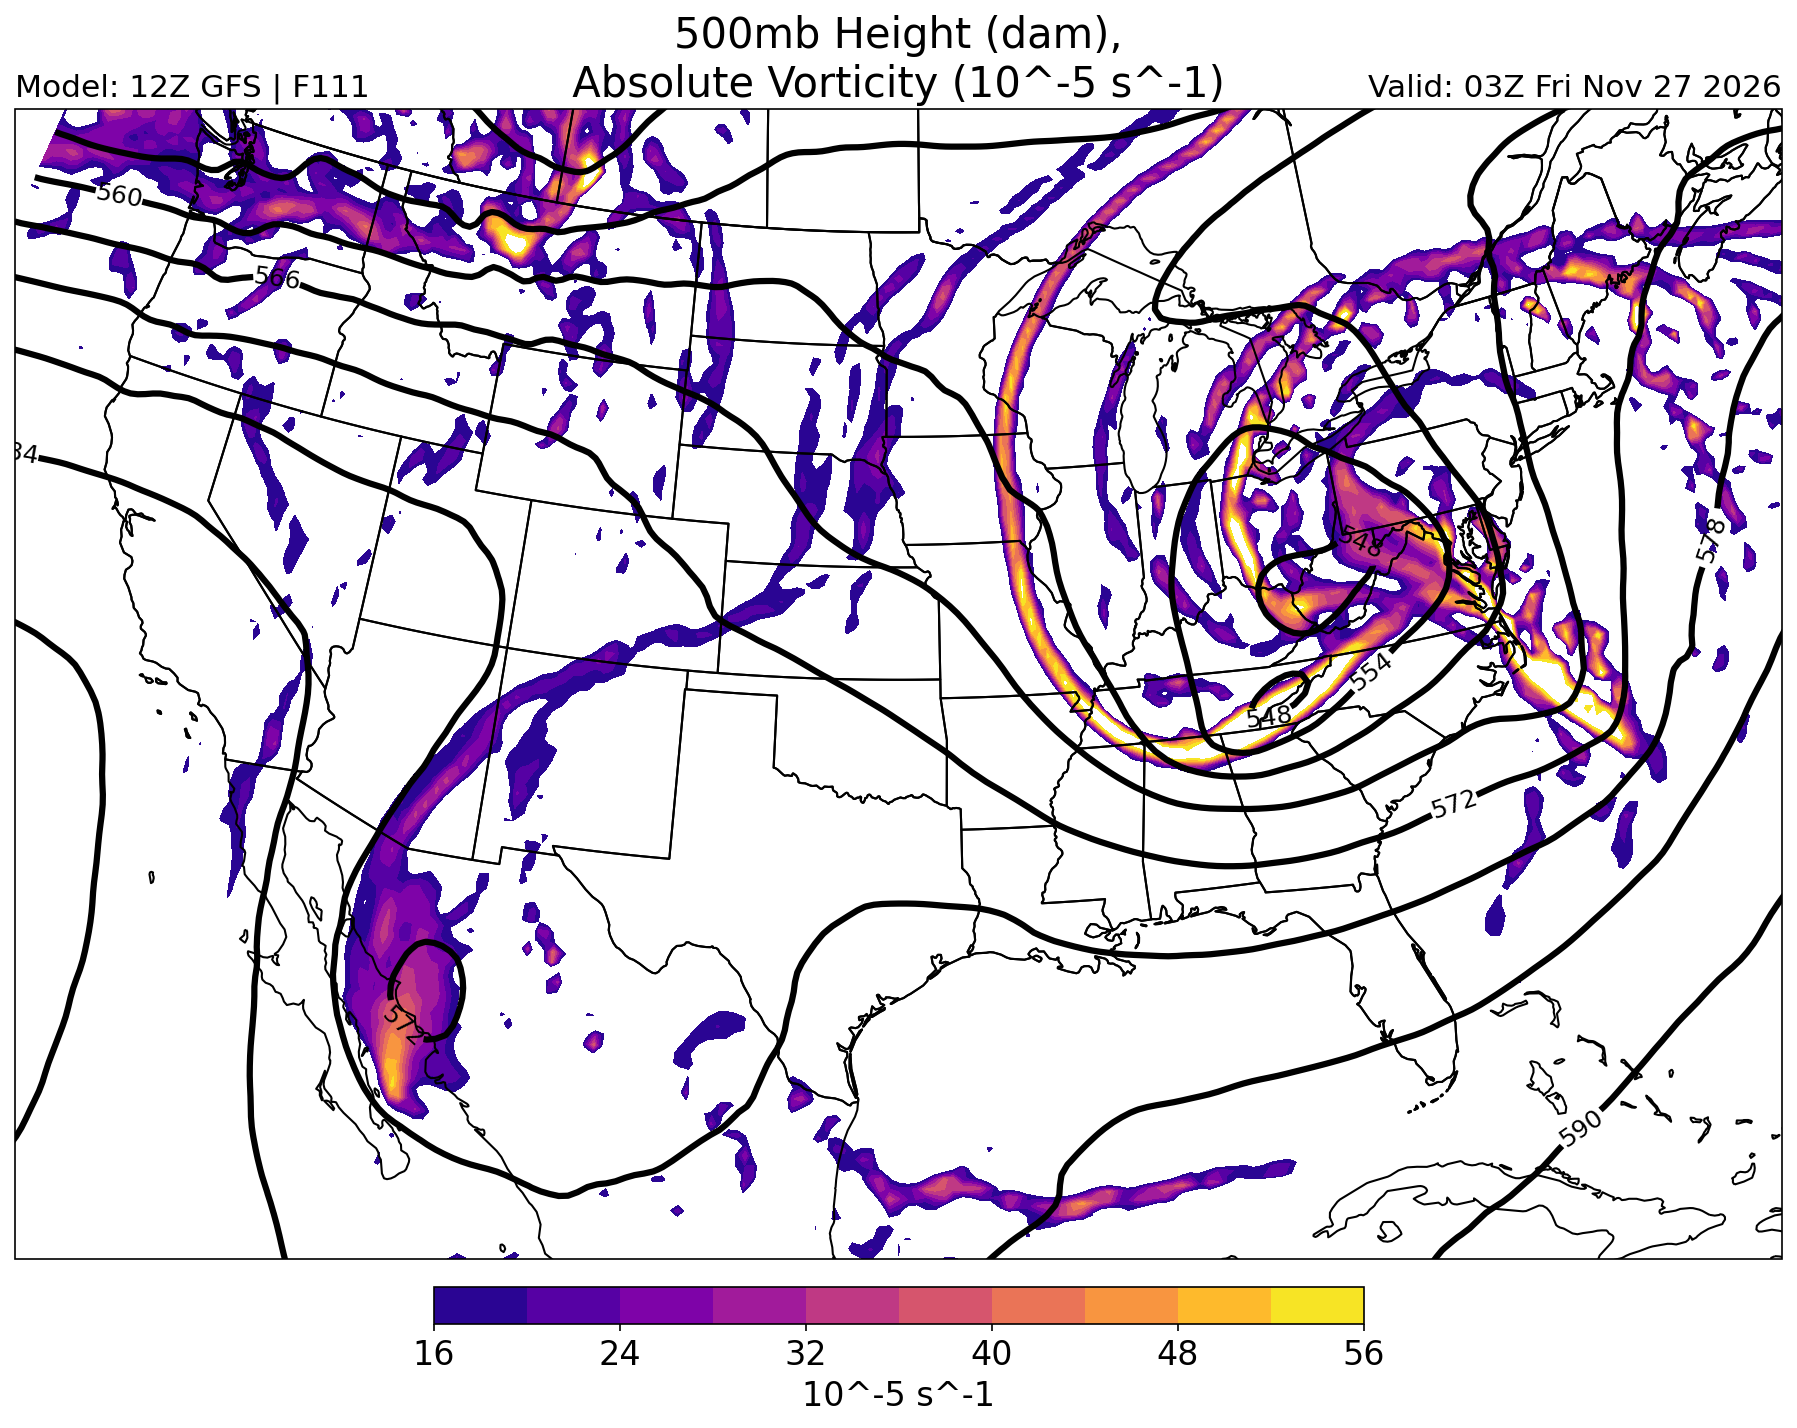 500mb Height (dam),
Absolute Vorticity (10^-5 s^-1)
Model: 12Z GFS | F111
Valid: 03Z Fri Nov 27 2026
560
566
84
578
548
554
548
572
572
590
16 24 32 40 48 56
10^-5 s^-1